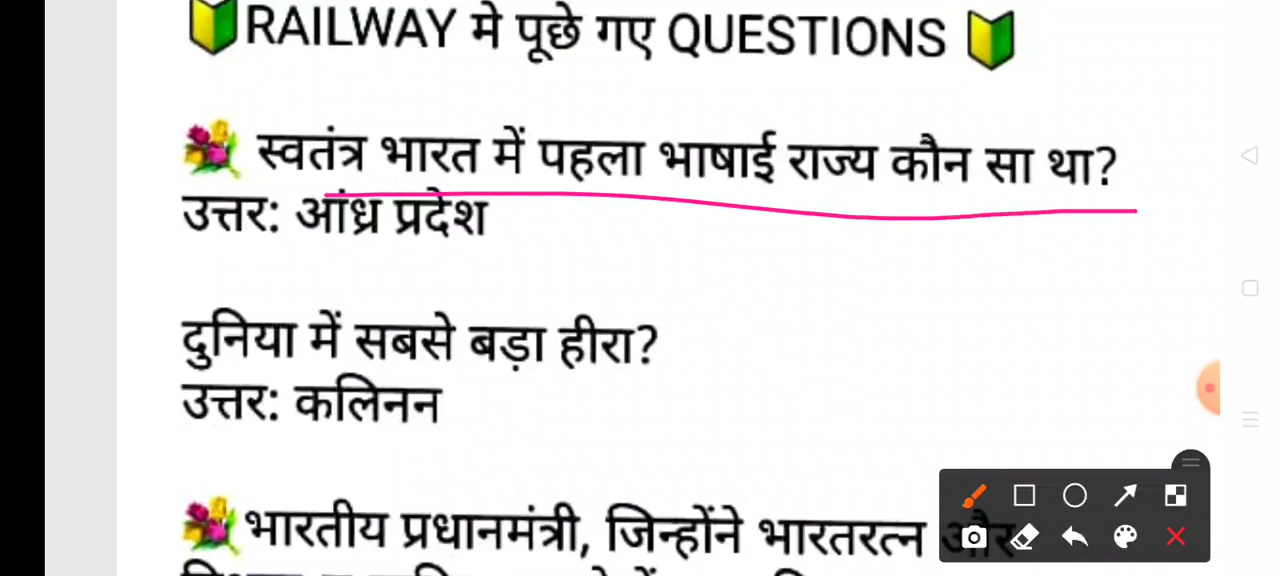 RAILWAY मे पूछे गए QUESTIONS
स्वतंत्र भारत में पहला भाषाई राज्य कौन सा था?
उत्तर: आंध्र प्रदेश
दुनिया में सबसे बड़ा हीरा?
उत्तर: कलिनन
भारतीय प्रधानमंत्री, जिन्होंने भारतरत्न और